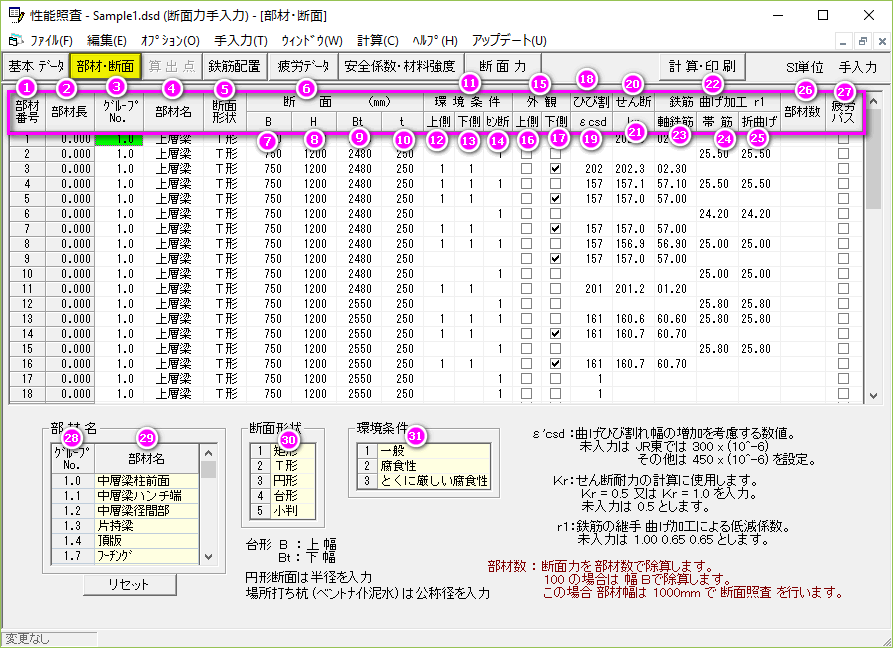 性能照査 - Sample1.dsd (断面力手入力) - [部材・断面]
ファイル(F) 編集(E) オプション(O) 手入力(T) ウィンドウ(W) 計算(C) ヘルプ(H) アップデート(U)
基本 データ 部材・断面 算 出 点 鉄筋配置 疲労データ 安全係数・材料強度 断 面 力 計 算・印 刷 SI単位 手入力
1 2 3 4 5 6 11 15 18 20 22 26 27
部材番号 部材長 グループNo. 部材名 断面形状 断 面 (mm) 環 境 条 件 外 観 ひび割 せん断 鉄筋 曲げ加工 r1 部材数 疲労パス
B H Bt t 上側 下側 せん断 上側 下側 εcsd 軸鉄筋 帯 筋 折曲げ
7 8 9 10 12 13 14 16 17 19 21 23 24 25
1 0.000 1.0 上層梁 T形
2 0.000 1.0 上層梁 T形 750 1200 2480 250 1 25.50 25.50
3 0.000 1.0 上層梁 T形 750 1200 2480 250 1 1 202 202.3 02.30
4 0.000 1.0 上層梁 T形 750 1200 2480 250 1 1 1 157 157.1 57.10 25.50 25.50
5 0.000 1.0 上層梁 T形 750 1200 2480 250 1 1 157 157.0 57.00
6 0.000 1.0 上層梁 T形 750 1200 2480 250 1 24.20 24.20
7 0.000 1.0 上層梁 T形 750 1200 2480 250 1 1 157 157.0 57.00
8 0.000 1.0 上層梁 T形 750 1200 2480 250 1 1 1 157 156.9 56.90 25.00 25.00
9 0.000 1.0 上層梁 T形 750 1200 2480 250 1 1 157 157.0 57.00
10 0.000 1.0 上層梁 T形 750 1200 2480 250 1 25.00 25.00
11 0.000 1.0 上層梁 T形 750 1200 2480 250 1 1 201 201.2 01.20
12 0.000 1.0 上層梁 T形 750 1200 2550 250 1 25.80 25.80
13 0.000 1.0 上層梁 T形 750 1200 2550 250 1 1 1 161 160.6 60.60 25.80 25.80
14 0.000 1.0 上層梁 T形 750 1200 2550 250 1 1 161 160.7 60.70
15 0.000 1.0 上層梁 T形 750 1200 2550 250 1 25.80 25.80
16 0.000 1.0 上層梁 T形 750 1200 2550 250 1 1 161 160.7 60.70
17 0.000 1.0 上層梁 T形 750 1200 2550 250 1 1
18 0.000 1.0 上層梁 T形 750 1200 2550 250 1 1
部 材 名
28 29
グループNo. 部材名
1.0 中層梁柱前面
1.1 中層梁ハンチ端
1.2 中層梁径間部
1.3 片持梁
1.4 頂版
1.7 フーチング
リセット
断面形状
30
1 矩形
2 T形
3 円形
4 台形
5 小判
環境条件
31
1 一般
2 腐食性
3 とくに厳しい腐食性
台形 B : 上 幅
Bt : 下 幅
円形断面は半径を入力
場所打ち杭 (ベントナイト泥水) は公称径を入力
ε'csd : 曲げひび割れ幅の増加を考慮する数値。
未入力は JR東では 300 x (10^-6)
その他は 450 x (10^-6) を設定。
Kr : せん断耐力の計算に使用します。
Kr = 0.5 又は Kr = 1.0 を入力。
未入力は 0.5 とします。
r1 : 鉄筋の継手 曲げ加工による低減係数。
未入力は 1.00 0.65 0.65 とします。
部材数 : 断面力を 部材数で除算します。
100 の場合は 幅 Bで除算します。
この場合 部材幅は 1000mm で 断面照査 を行います。
変更なし